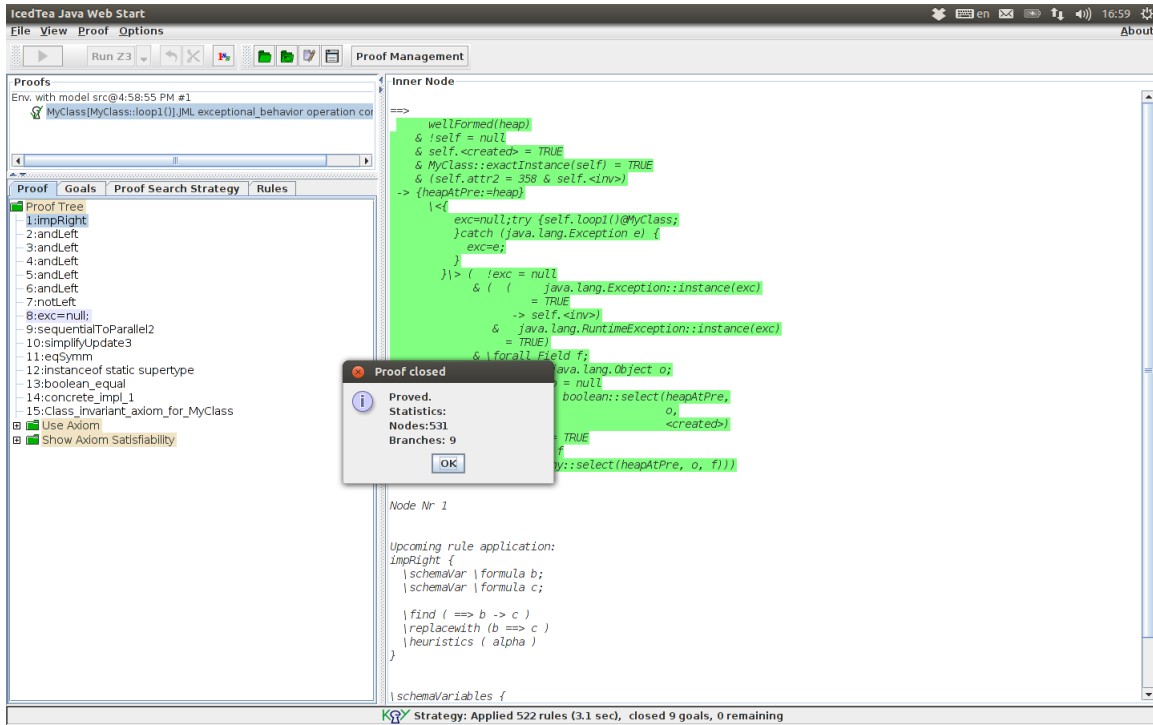 IcedTea Java Web Start
en
16:59
File View Proof Options
About
Run Z3
Proof Management
Proofs
Env. with model src@4:58:55 PM #1
MyClass[MyClass::loop1()].JML exceptional_behavior operation cor
Proof
Goals
Proof Search Strategy
Rules
Proof Tree
1:impRight
2:andLeft
3:andLeft
4:andLeft
5:andLeft
6:andLeft
7:notLeft
8:exc=null;
9:sequentialToParallel2
10:simplifyUpdate3
11:eqSymm
12:instanceof static supertype
13:boolean_equal
14:concrete_impl_1
15:Class_invariant_axiom_for_MyClass
Use Axiom
Show Axiom Satisfiability
Inner Node
==>
wellFormed(heap)
& !self = null
& self.<created> = TRUE
& MyClass::exactInstance(self) = TRUE
& (self.attr2 = 358 & self.<inv>)
-> {heapAtPre:=heap}
\<{
exc=null;try {self.loop1()@MyClass;
}catch (java.lang.Exception e) {
exc=e;
}
}\> ( !exc = null
& ( ( java.lang.Exception::instance(exc)
= TRUE
-> self.<inv>)
& java.lang.RuntimeException::instance(exc)
= TRUE)
& \forall Field f;
java.lang.Object o;
= null
boolean::select(heapAtPre,
o,
<created>)
= TRUE
f
::select(heapAtPre, o, f)))
Node Nr 1
Upcoming rule application:
impRight {
\schemaVar \formula b;
\schemaVar \formula c;
\find ( ==> b -> c )
\replacewith (b ==> c )
\heuristics ( alpha )
}
\schemaVariables {
Proof closed
Proved.
Statistics:
Nodes:531
Branches: 9
OK
KeY Strategy: Applied 522 rules (3.1 sec), closed 9 goals, 0 remaining